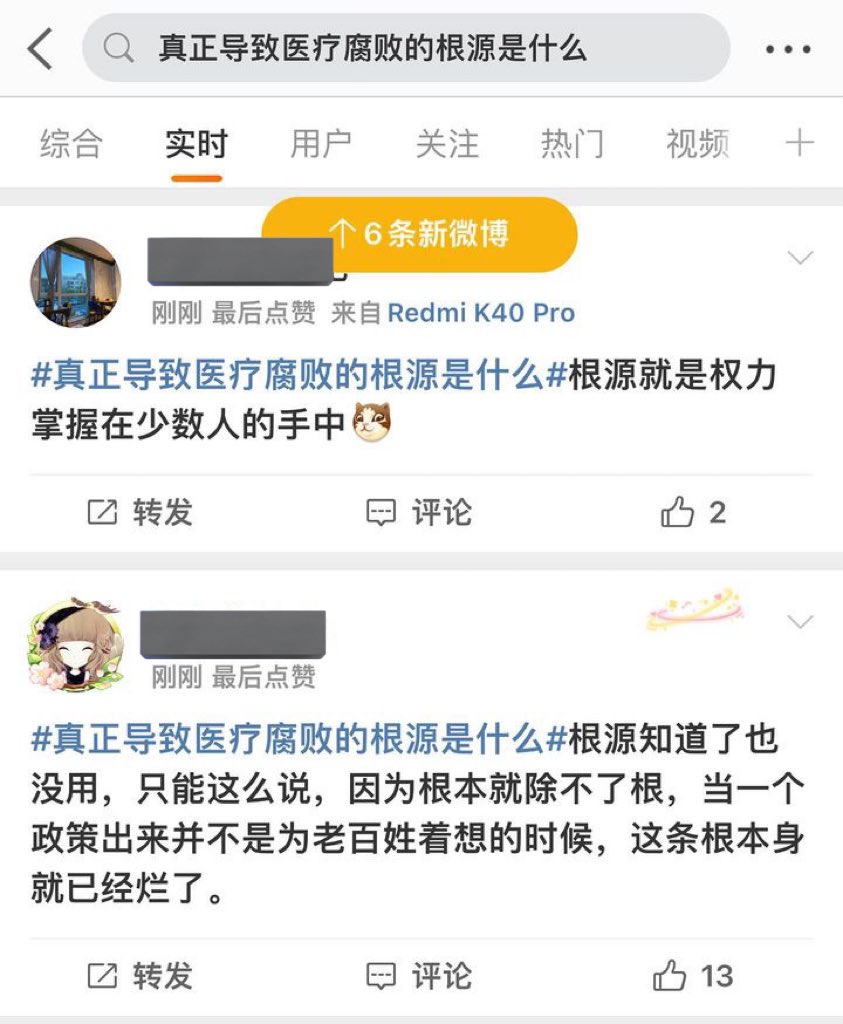 真正导致医疗腐败的根源是什么
综合 实时 用户 关注 热门 视频
↑6条新微博
刚刚 最后点赞 来自 Redmi K40 Pro
#真正导致医疗腐败的根源是什么#根源就是权力
掌握在少数人的手中
转发 评论 2
刚刚 最后点赞
#真正导致医疗腐败的根源是什么#根源知道了也
没用，只能这么说，因为根本就除不了根，当一个
政策出来并不是为老百姓着想的时候，这条根本身
就已经烂了。
转发 评论 13